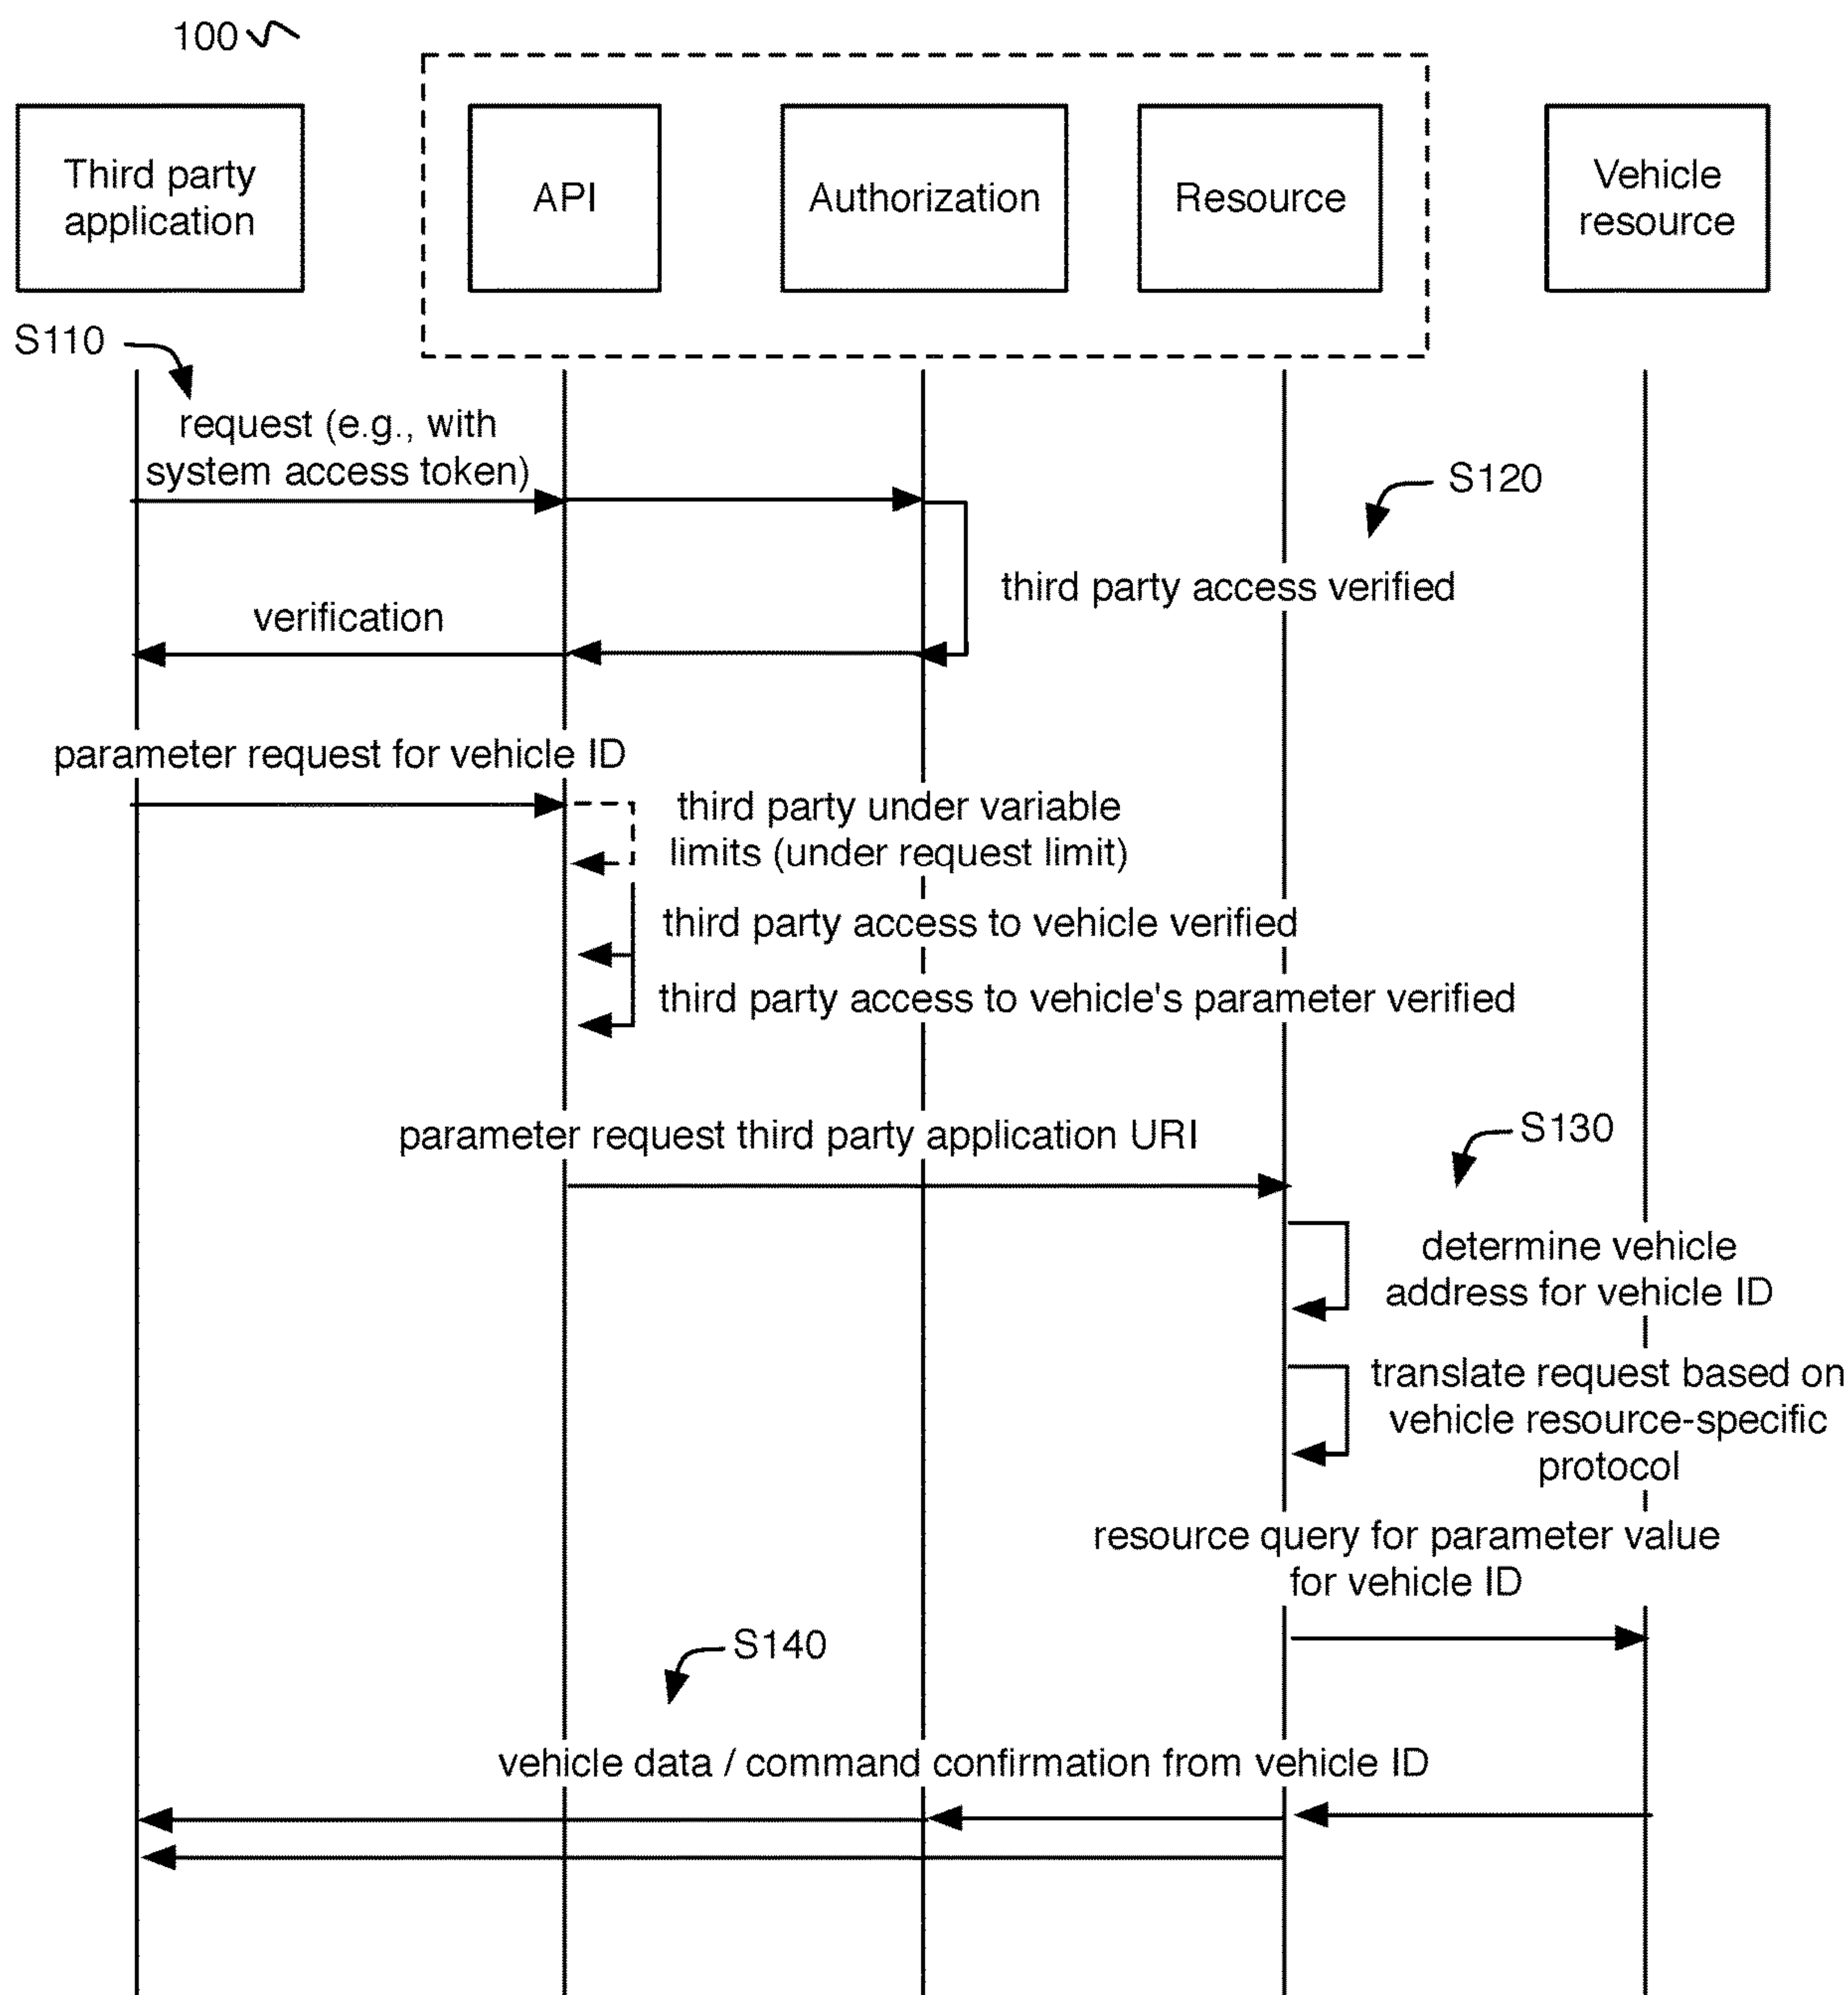 100
Third party
application
API
Authorization
Resource
Vehicle
resource
S110
request (e.g., with
system access token)
S120
third party access verified
verification
parameter request for vehicle ID
third party under variable
limits (under request limit)
third party access to vehicle verified
third party access to vehicle's parameter verified
parameter request third party application URI
S130
determine vehicle
address for vehicle ID
translate request based on
vehicle resource-specific
protocol
resource query for parameter value
for vehicle ID
S140
vehicle data / command confirmation from vehicle ID